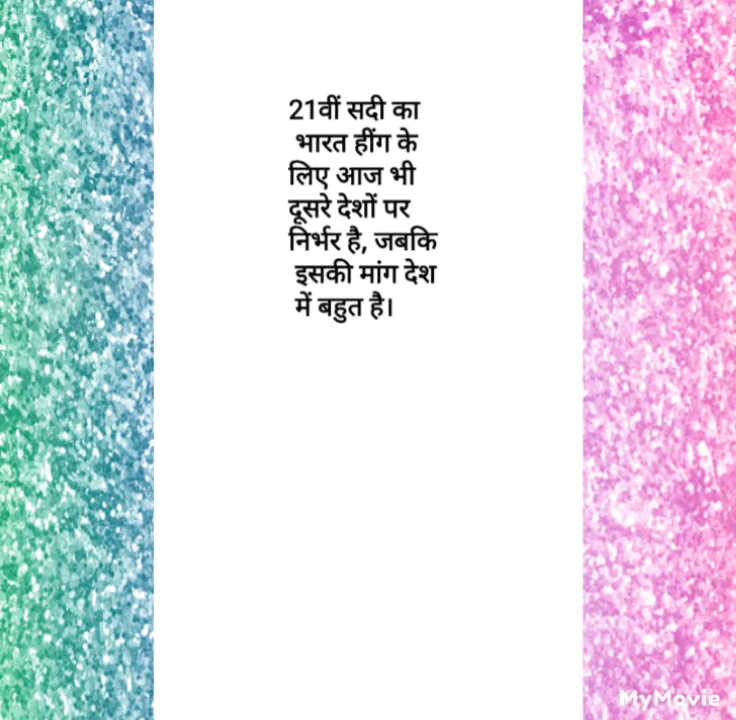 21वीं सदी का
भारत हींग के
लिए आज भी
दूसरे देशों पर
निर्भर है, जबकि
इसकी मांग देश
में बहुत है।
MyMovie